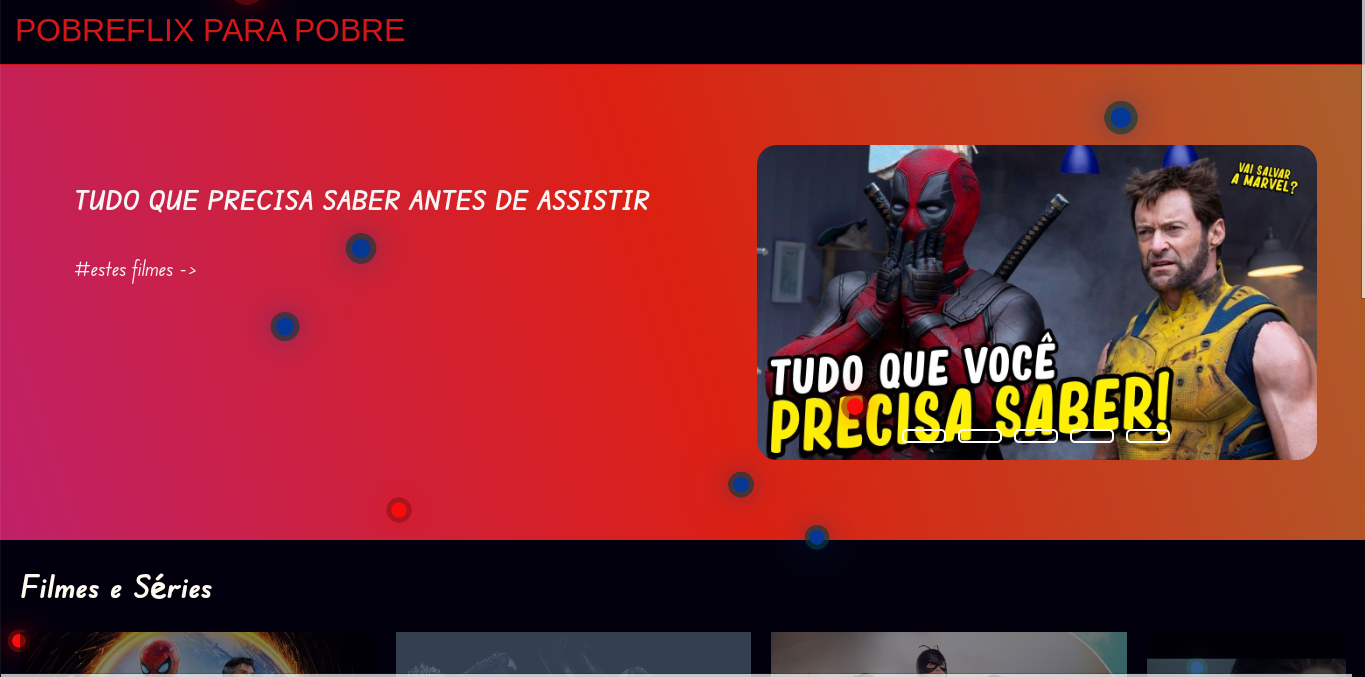 POBREFLIX PARA POBRE
TUDO QUE PRECISA SABER ANTES DE ASSISTIR
#estes filmes ->
VAI SALVAR
A MARVEL?
TUDO QUE VOCÊ
PRECISA SABER!
Filmes e Séries